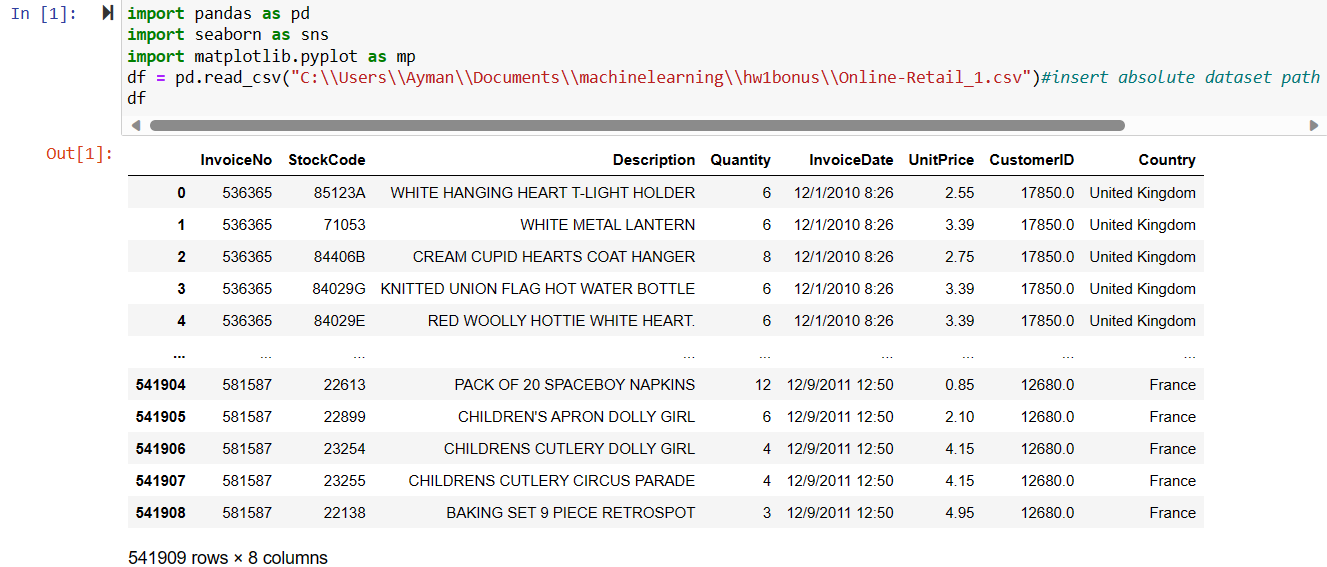 In [1]:
import pandas as pd
import seaborn as sns
import matplotlib.pyplot as mp
df = pd.read_csv("C:\\Users\\Ayman\\Documents\\machinelearning\\hw1bonus\\Online-Retail_1.csv")#insert absolute dataset path
df
Out[1]:
InvoiceNo StockCode Description Quantity InvoiceDate UnitPrice CustomerID Country
0 536365 85123A WHITE HANGING HEART T-LIGHT HOLDER 6 12/1/2010 8:26 2.55 17850.0 United Kingdom
1 536365 71053 WHITE METAL LANTERN 6 12/1/2010 8:26 3.39 17850.0 United Kingdom
2 536365 84406B CREAM CUPID HEARTS COAT HANGER 8 12/1/2010 8:26 2.75 17850.0 United Kingdom
3 536365 84029G KNITTED UNION FLAG HOT WATER BOTTLE 6 12/1/2010 8:26 3.39 17850.0 United Kingdom
4 536365 84029E RED WOOLLY HOTTIE WHITE HEART. 6 12/1/2010 8:26 3.39 17850.0 United Kingdom
... ... ... ... ... ... ... ... ...
541904 581587 22613 PACK OF 20 SPACEBOY NAPKINS 12 12/9/2011 12:50 0.85 12680.0 France
541905 581587 22899 CHILDREN'S APRON DOLLY GIRL 6 12/9/2011 12:50 2.10 12680.0 France
541906 581587 23254 CHILDRENS CUTLERY DOLLY GIRL 4 12/9/2011 12:50 4.15 12680.0 France
541907 581587 23255 CHILDRENS CUTLERY CIRCUS PARADE 4 12/9/2011 12:50 4.15 12680.0 France
541908 581587 22138 BAKING SET 9 PIECE RETROSPOT 3 12/9/2011 12:50 4.95 12680.0 France
541909 rows × 8 columns